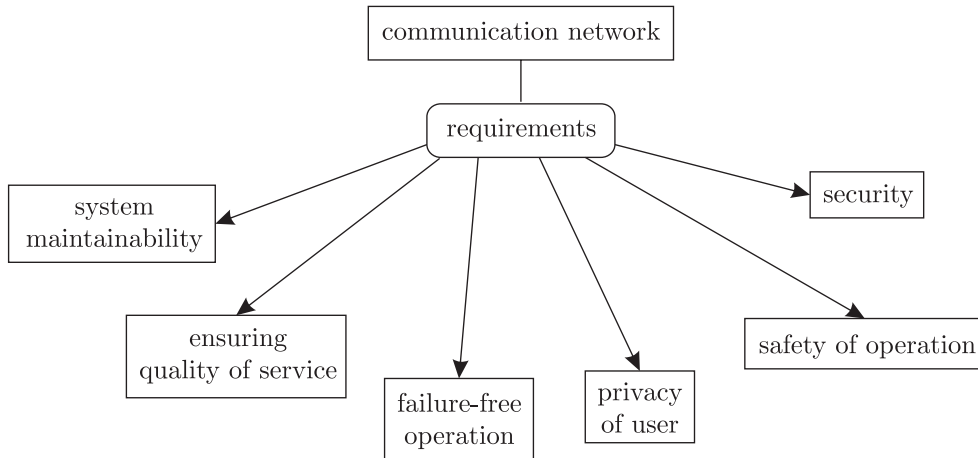 communication network
requirements
system
maintainability
ensuring
quality of service
failure-free
operation
privacy
of user
safety of operation
security